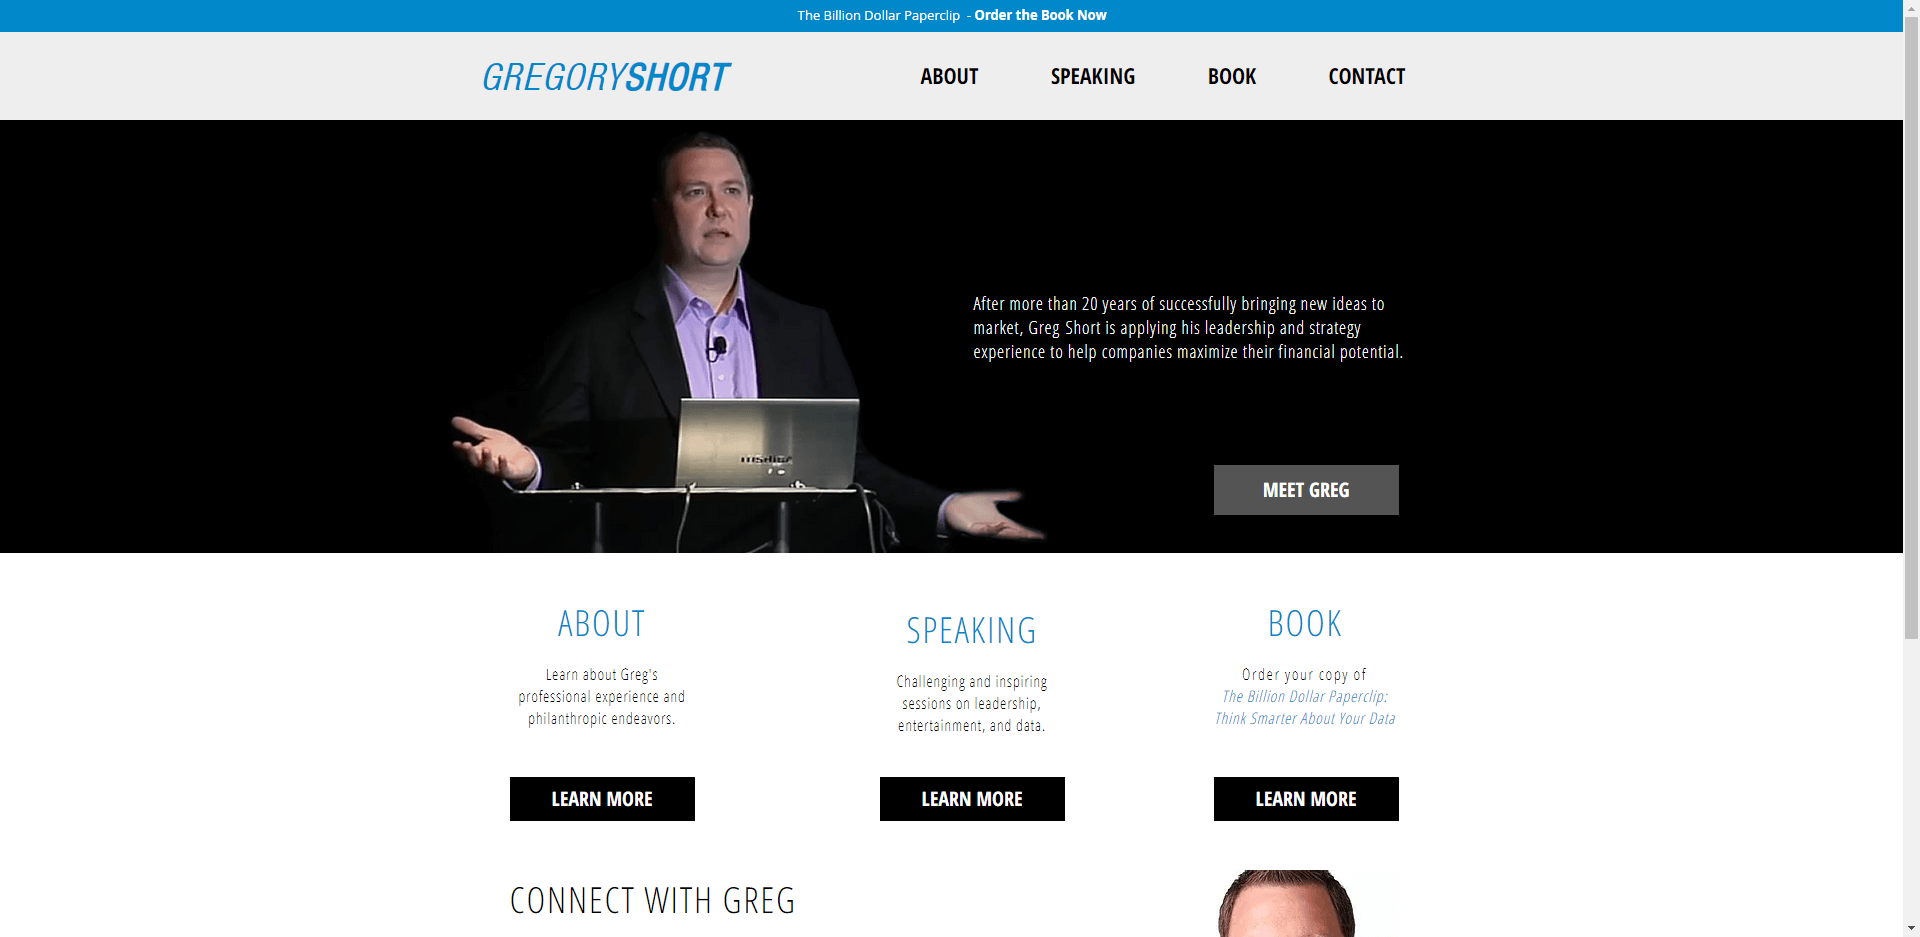 The Billion Dollar Paperclip - Order the Book Now
GREGORYSHORT
ABOUT
SPEAKING
BOOK
CONTACT
After more than 20 years of successfully bringing new ideas to
market, Greg Short is applying his leadership and strategy
experience to help companies maximize their financial potential.
MEET GREG
ABOUT
Learn about Greg's
professional experience and
philanthropic endeavors.
LEARN MORE
SPEAKING
Challenging and inspiring
sessions on leadership,
entertainment, and data.
LEARN MORE
BOOK
Order your copy of
The Billion Dollar Paperclip:
Think Smarter About Your Data
LEARN MORE
CONNECT WITH GREG